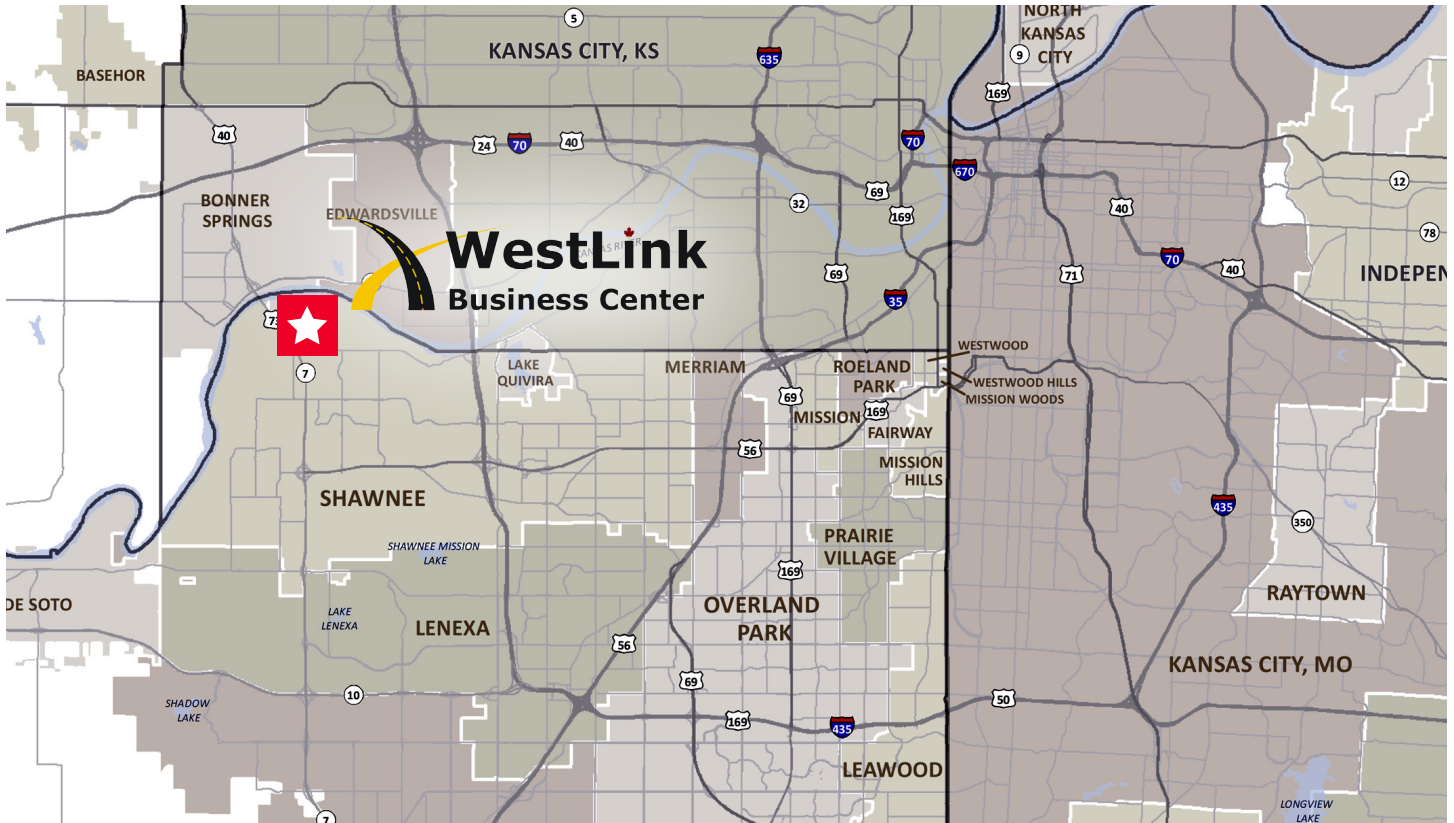 5
NORTH
KANSAS
CITY
9
KANSAS CITY, KS
635
BASEHOR
169
40
24
70
40
70
670
69
12
BONNER
SPRINGS
32
40
EDWARDSVILLE
169
78
WestLink
KANSAS RIVER
69
71
70
40
INDEPEN
Business Center
35
73
WESTWOOD
7
LAKE
QUIVIRA
MERRIAM
ROELAND
PARK
WESTWOOD HILLS
MISSION WOODS
69
MISSION
169
FAIRWAY
56
MISSION
HILLS
SHAWNEE
435
350
SHAWNEE MISSION
LAKE
PRAIRIE
VILLAGE
169
RAYTOWN
DE SOTO
LAKE
LENEXA
LENEXA
OVERLAND
PARK
56
KANSAS CITY, MO
69
10
50
SHADOW
LAKE
169
435
LEAWOOD
LONGVIEW
LAKE
7